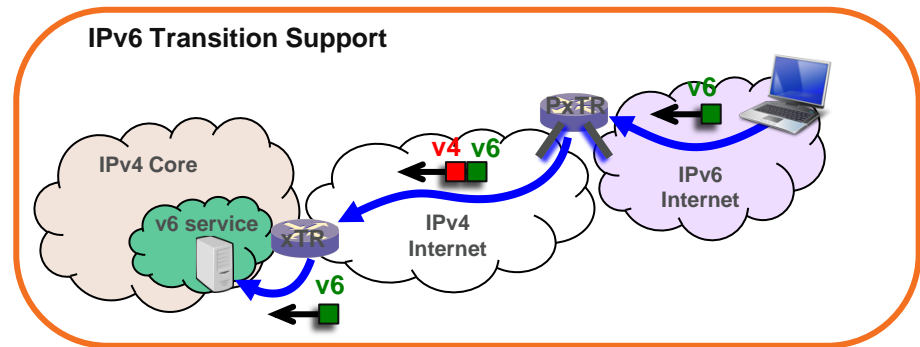 IPv6 Transition Support
v6
PxTR
v4 v6
IPv4 Core
IPv6
Internet
v6 service
xTR
IPv4
Internet
v6